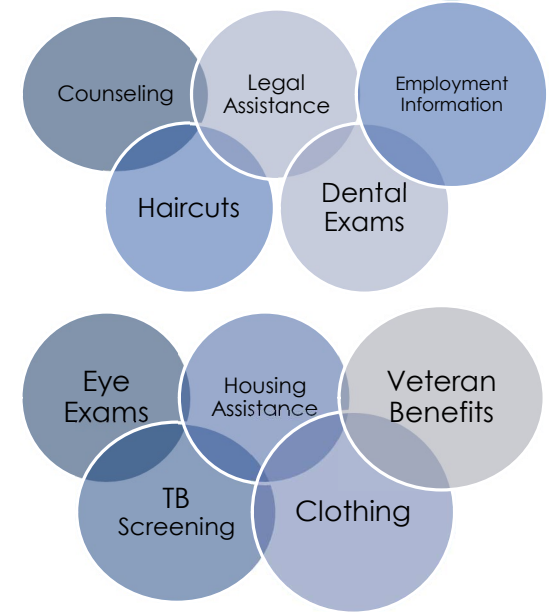 Counseling
Legal
Assistance
Employment
Information
Haircuts
Dental
Exams
Eye
Exams
Housing
Assistance
Veteran
Benefits
TB
Screening
Clothing